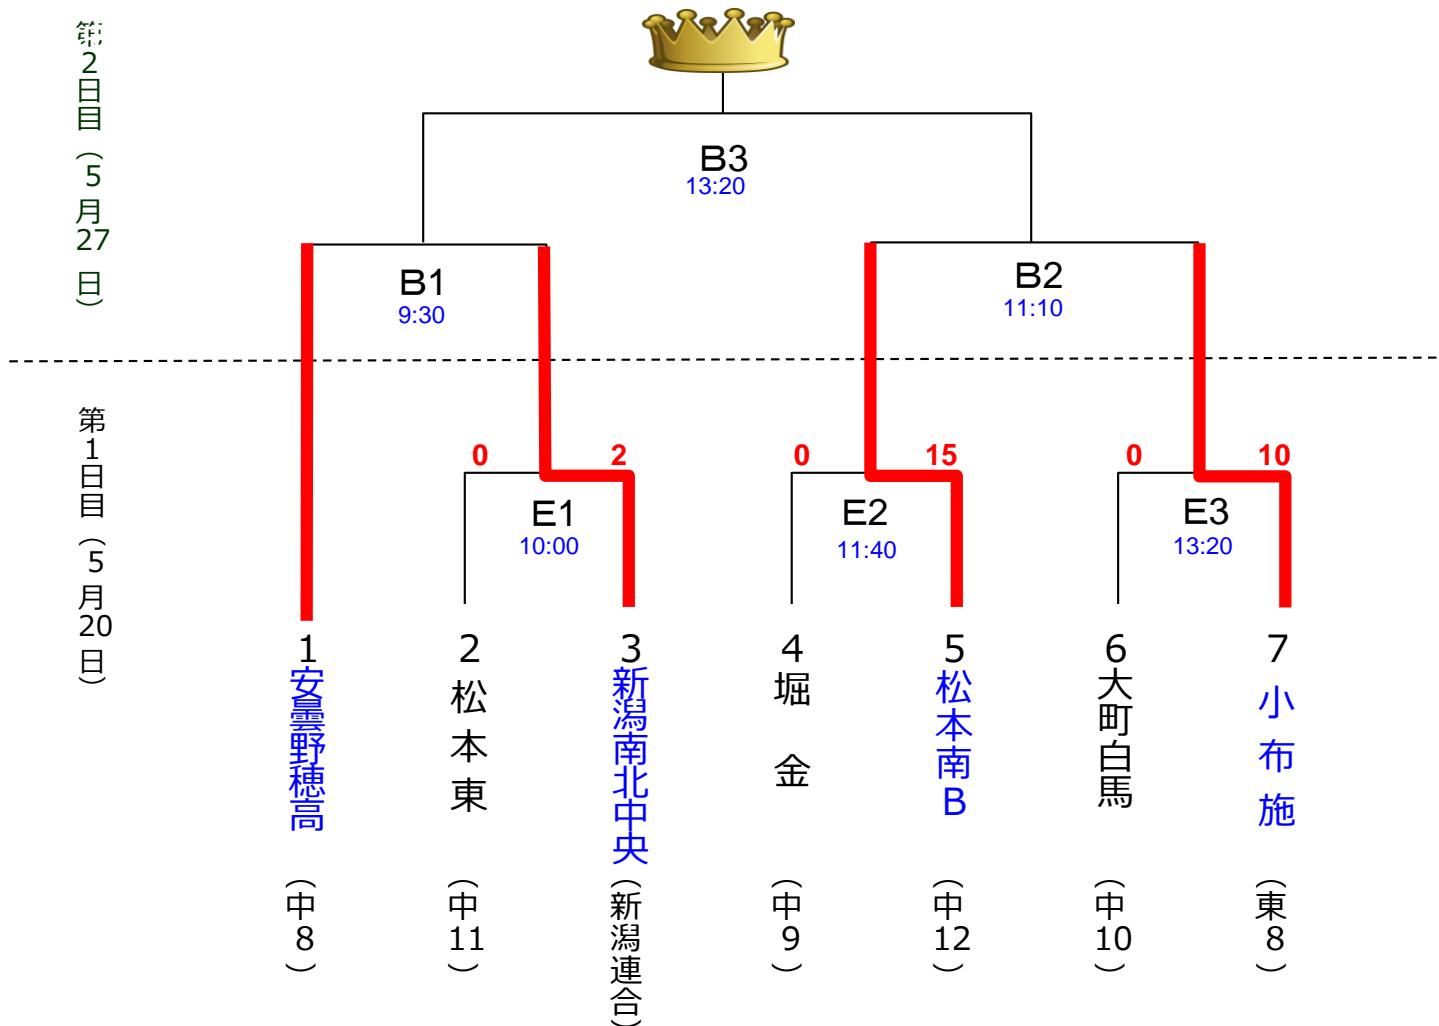 第2日目（5月27日）
B3
13:20
B1
9:30
B2
11:10
第1日目（5月20日）
0
2
0
15
0
10
E1
10:00
E2
11:40
E3
13:20
1
安曇野穂高
（中8）
2
松本東
（中11）
3
新潟南北中央
（新潟連合）
4
堀金
（中9）
5
松本南B
（中12）
6
大町白馬
（中10）
7
小布施
（東8）